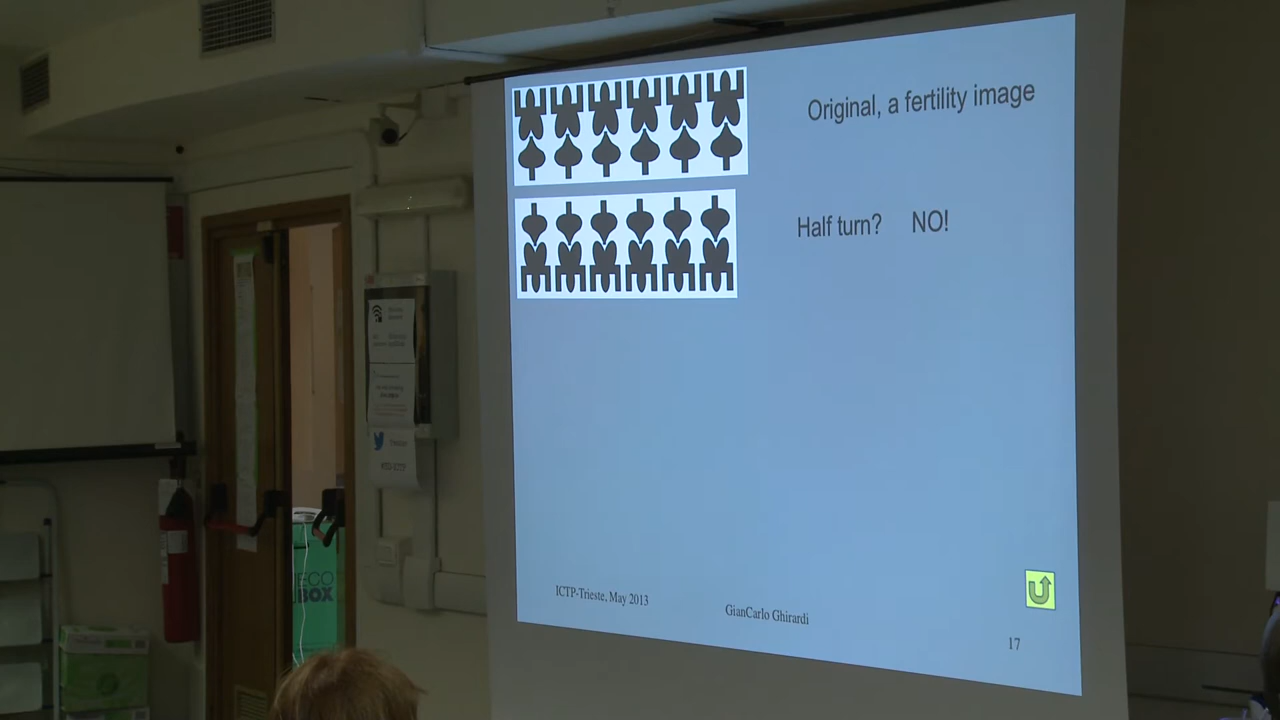 Original, a fertility image
Half turn? NO!
ICTP-Trieste, May 2013
GianCarlo Ghirardi
17
ECO
BOX